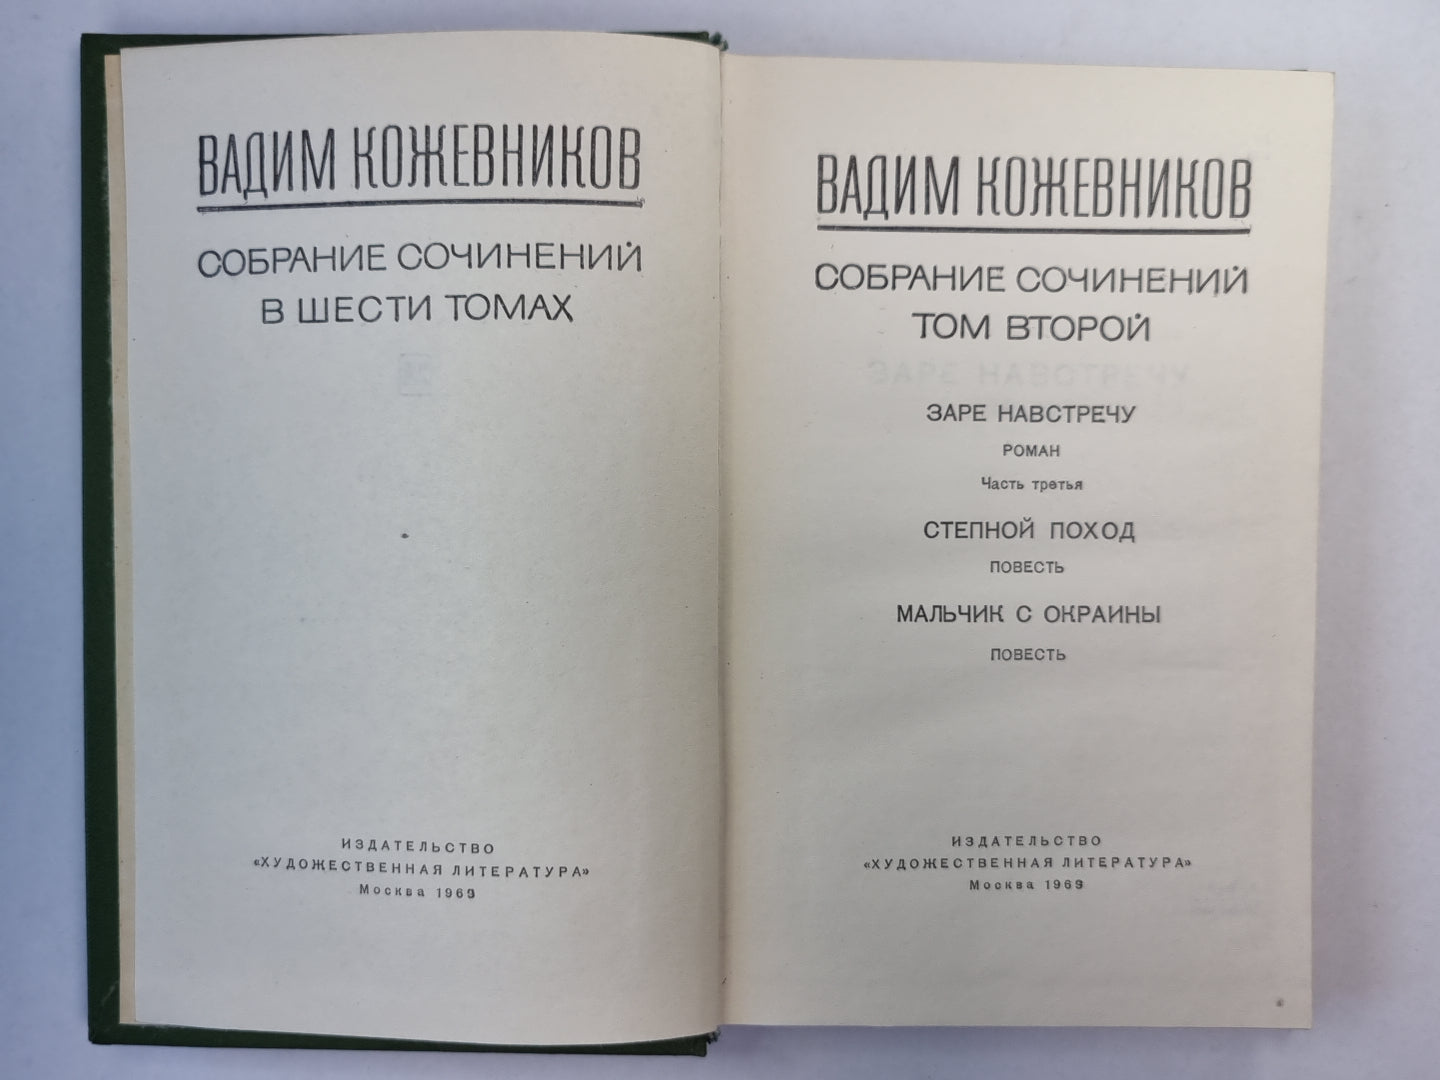 ВАДИМ КОЖЕВНИКОВ
СОБРАНИЕ СОЧИНЕНИЙ
В ШЕСТИ ТОМАХ
ИЗДАТЕЛЬСТВО
«ХУДОЖЕСТВЕННАЯ ЛИТЕРАТУРА»
Москва 1969
ВАДИМ КОЖЕВНИКОВ
СОБРАНИЕ СОЧИНЕНИЙ
ТОМ ВТОРОЙ
ЗАРЕ НАВСТРЕЧУ
РОМАН
Часть третья
СТЕПНОЙ ПОХОД
ПОВЕСТЬ
МАЛЬЧИК С ОКРАИНЫ
ПОВЕСТЬ
ИЗДАТЕЛЬСТВО
«ХУДОЖЕСТВЕННАЯ ЛИТЕРАТУРА»
Москва 1969